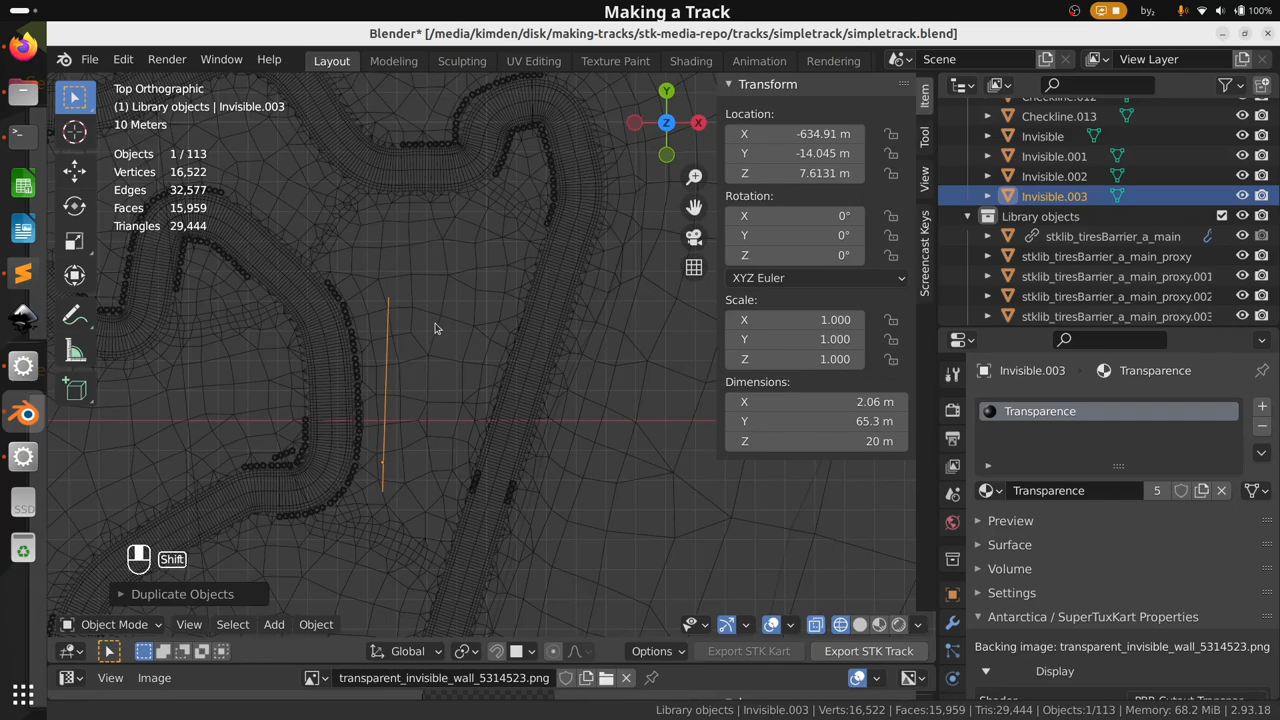 Making a Track
by₂
100%
Blender* [/media/kimden/disk/making-tracks/stk-media-repo/tracks/simpletrack/simpletrack.blend]
File Edit Render Window Help
Layout Modeling Sculpting UV Editing Texture Paint Shading Animation Rendering
Scene
View Layer
Top Orthographic
(1) Library objects | Invisible.003
10 Meters
Objects 1 / 113
Vertices 16,522
Edges 32,577
Faces 15,959
Triangles 29,444
Y
X
Z
Transform
Location:
X -634.91 m
Y -14.045 m
Z 7.6131 m
Rotation:
X 0°
Y 0°
Z 0°
XYZ Euler
Scale:
X 1.000
Y 1.000
Z 1.000
Dimensions:
X 2.06 m
Y 65.3 m
Z 20 m
Item
Tool
View
Screencast Keys
Checkline.012
Checkline.013
Invisible
Invisible.001
Invisible.002
Invisible.003
Library objects
stklib_tiresBarrier_a_main
stklib_tiresBarrier_a_main_proxy
stklib_tiresBarrier_a_main_proxy.001
stklib_tiresBarrier_a_main_proxy.002
stklib_tiresBarrier_a_main_proxy.003
Invisible.003 Transparence
Transparence
Transparence 5
Preview
Surface
Volume
Settings
Antarctica / SuperTuxKart Properties
Backing image: transparent_invisible_wall_5314523.png
Display
SSD
Shift
Duplicate Objects
Object Mode View Select Add Object
Global
Options
Export STK Kart
Export STK Track
View Image
transparent_invisible_wall_5314523.png
Library objects | Invisible.003 | Verts:16,522 | Faces:15,959 | Tris:29,444 | Objects:1/113 | Memory: 68.2 MiB | 2.93.18